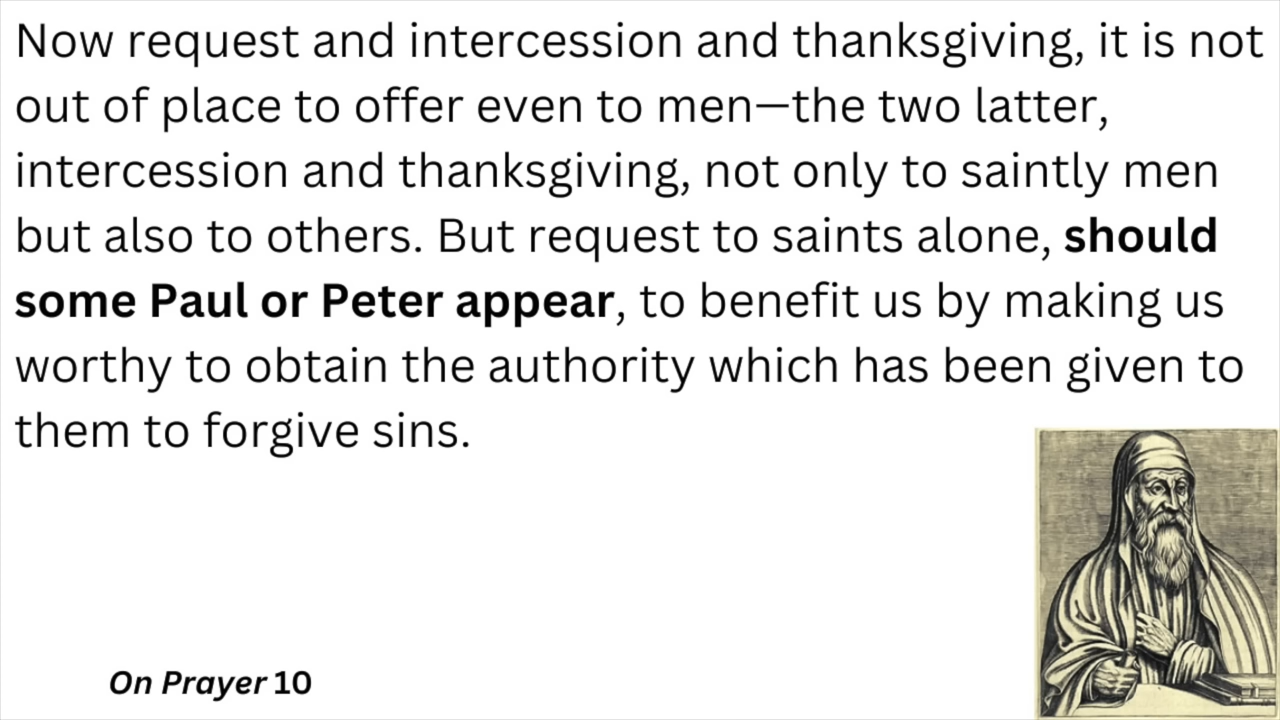 Now request and intercession and thanksgiving, it is not
out of place to offer even to men—the two latter,
intercession and thanksgiving, not only to saintly men
but also to others. But request to saints alone, should
some Paul or Peter appear, to benefit us by making us
worthy to obtain the authority which has been given to
them to forgive sins.
On Prayer 10